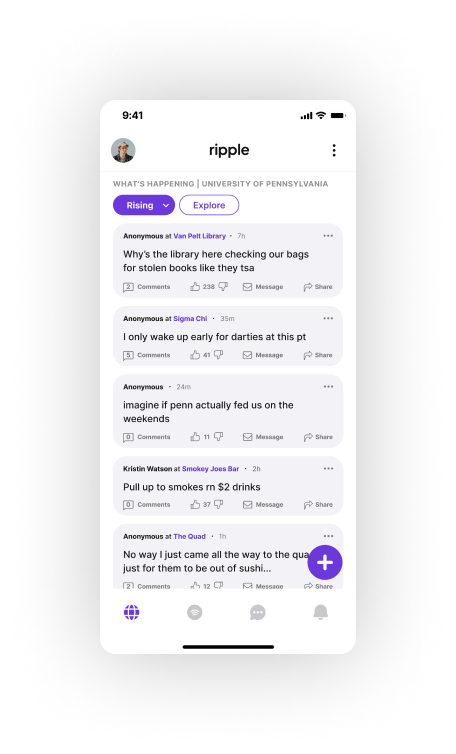 9:41
ripple
WHAT'S HAPPENING | UNIVERSITY OF PENNSYLVANIA
Rising Explore
Anonymous at Van Pelt Library · 7h
Why's the library here checking our bags
for stolen books like they tsa
2 Comments 238 Message Share
Anonymous at Sigma Chi · 35m
I only wake up early for darties at this pt
5 Comments 41 Message Share
Anonymous · 24m
imagine if penn actually fed us on the
weekends
0 Comments 11 Message Share
Kristin Watson at Smokey Joes Bar · 2h
Pull up to smokes rn $2 drinks
0 Comments 37 Message Share
Anonymous at The Quad · 1h
No way I just came all the way to the qua
just for them to be out of sushi...
2 Comments 12 Message Share